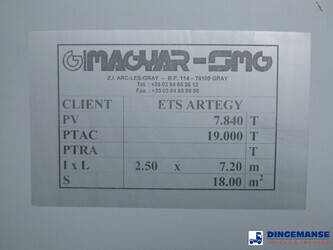 MAGYAR-SMG
Z.I. ARC-LES-GRAY - B.P. 114 - 70100 GRAY
CLIENT ETS ARTEGY
PV 7.840 T
PTAC 19.000 T
PTRA T
l x L 2.50 x 7.20 m
S 18.00 m²
DINGEMANSE